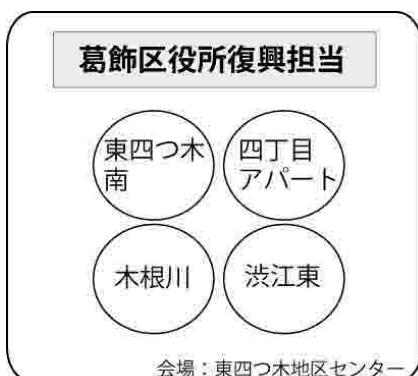 葛飾区役所復興担当
東四つ木
南
四丁目
アパート
木根川
渋江東
会場：東四つ木地区センター